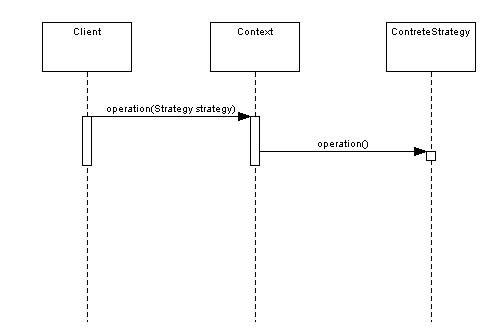 Client
Context
ContreteStrategy
operation(Strategy strategy)
operation()